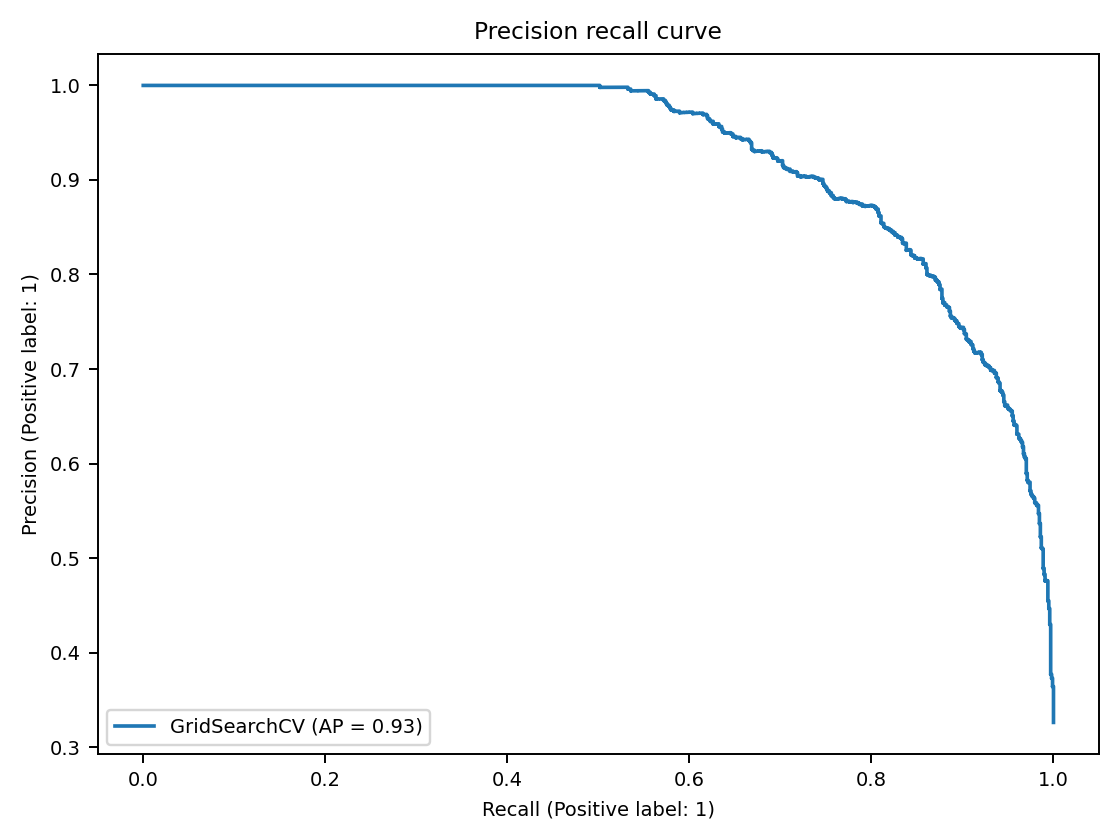 Precision recall curve
1.0
0.9
0.8
0.7
0.6
0.5
0.4
0.3
Precision (Positive label: 1)
GridSearchCV (AP = 0.93)
0.0 0.2 0.4 0.6 0.8 1.0
Recall (Positive label: 1)